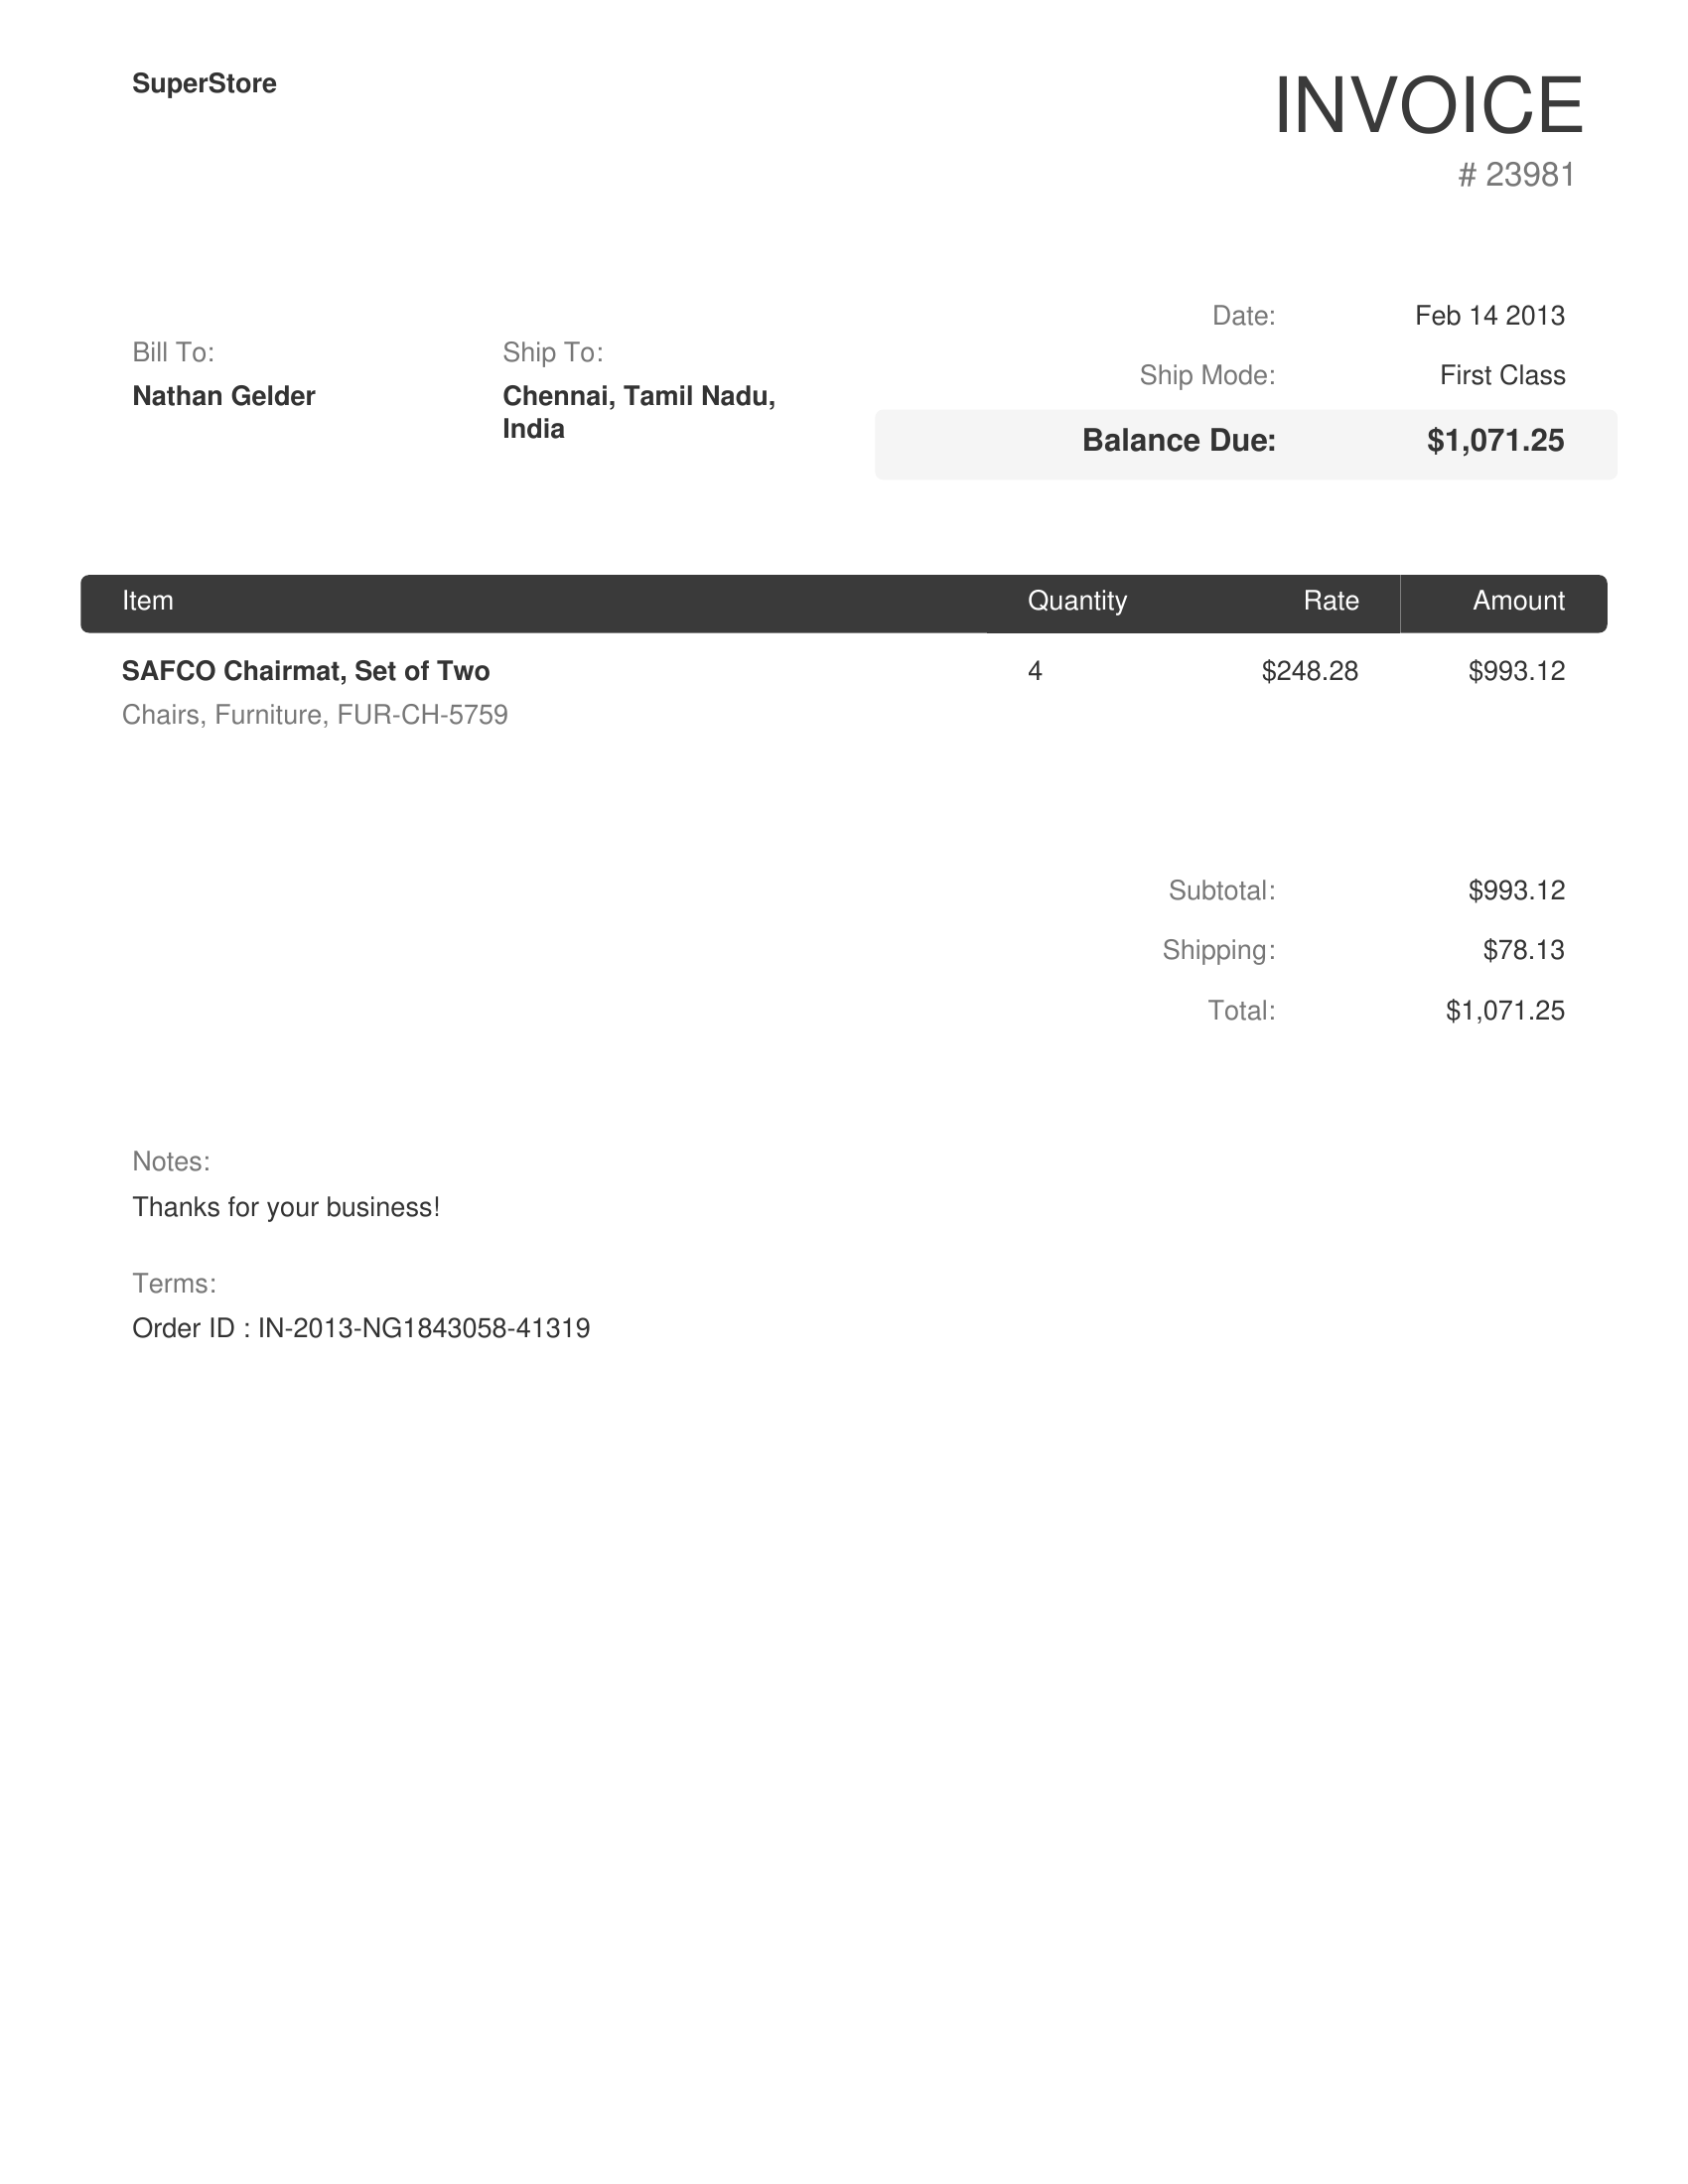 SuperStore
INVOICE
# 23981
Date: Feb 14 2013
Ship Mode: First Class
Balance Due: $1,071.25
Bill To:
Nathan Gelder
Ship To:
Chennai, Tamil Nadu,
India
Item Quantity Rate Amount
SAFCO Chairmat, Set of Two 4 $248.28 $993.12
Chairs, Furniture, FUR-CH-5759
Subtotal: $993.12
Shipping: $78.13
Total: $1,071.25
Notes:
Thanks for your business!
Terms:
Order ID : IN-2013-NG1843058-41319